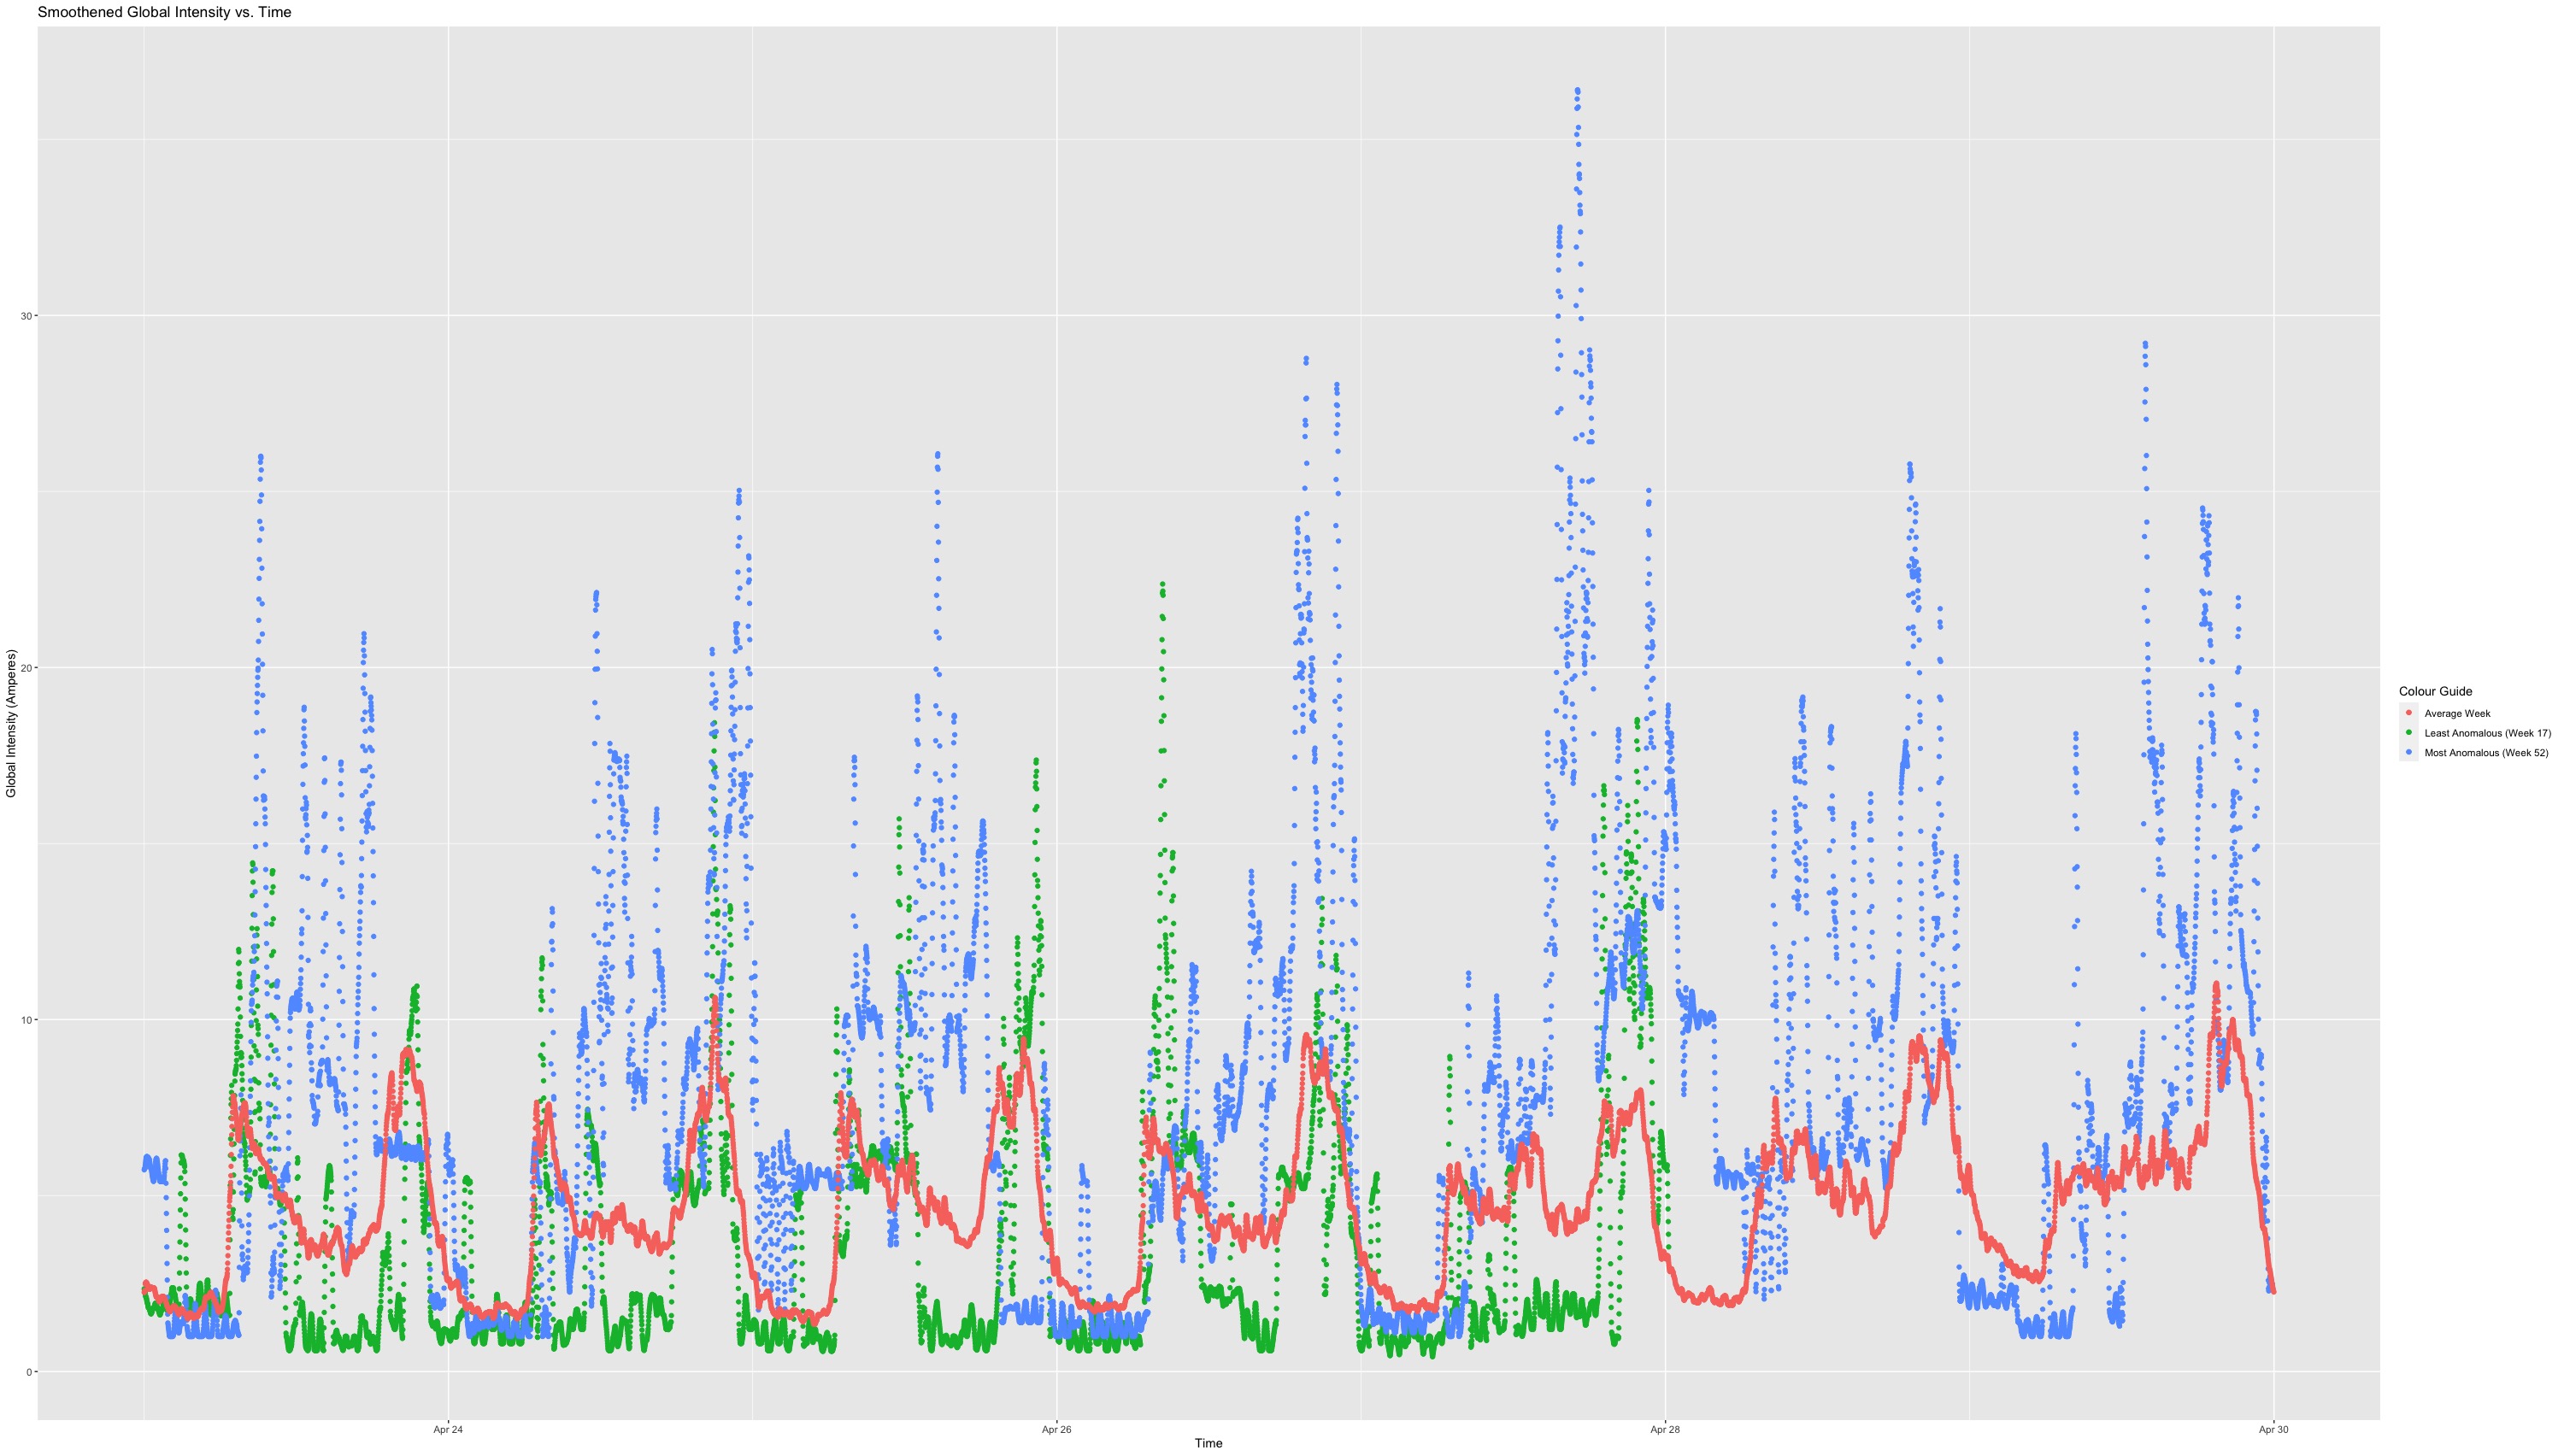 Smoothened Global Intensity vs. Time
Global Intensity (Amperes)
30
20
10
0
Apr 24
Apr 26
Apr 28
Apr 30
Time
Colour Guide
Average Week
Least Anomalous (Week 17)
Most Anomalous (Week 52)